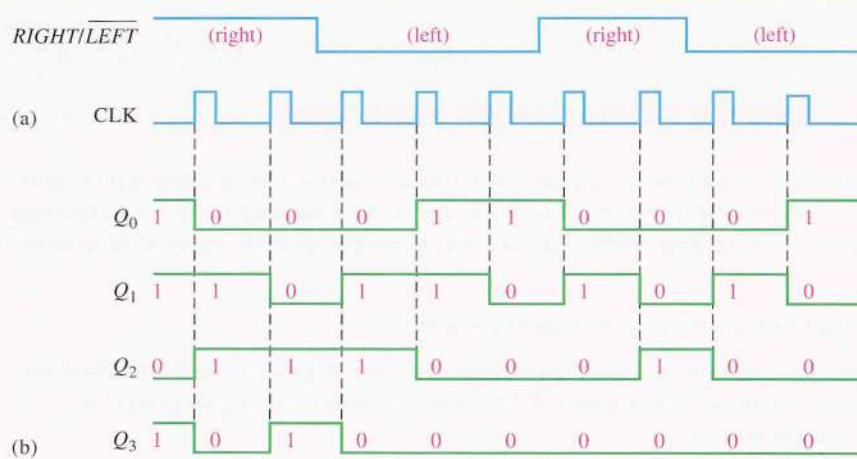 RIGHT/LEFT (right) (left) (right) (left)
(a) CLK
Q0 1 0 0 0 1 1 0 0 0 1
Q1 1 1 0 1 1 0 1 0 1 0
Q2 0 1 1 1 0 0 0 1 0 0
(b) Q3 1 0 1 0 0 0 0 0 0 0